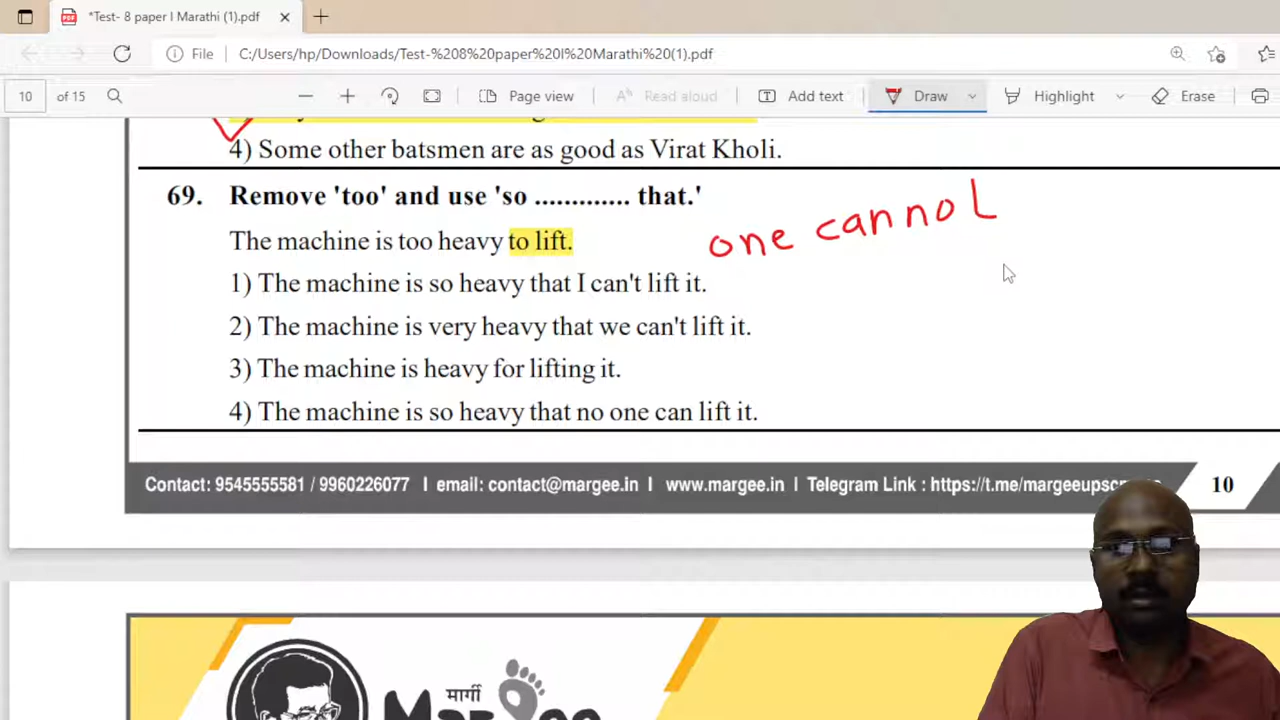 *Test- 8 paper I Marathi (1).pdf
File
C:/Users/hp/Downloads/Test-%208%20paper%20I%20Marathi%20(1).pdf
10 of 15
Page view
Read aloud
Add text
Draw
Highlight
Erase
4) Some other batsmen are as good as Virat Kholi.
69. Remove 'too' and use 'so ............. that.'
The machine is too heavy to lift.
one cannot
1) The machine is so heavy that I can't lift it.
2) The machine is very heavy that we can't lift it.
3) The machine is heavy for lifting it.
4) The machine is so heavy that no one can lift it.
Contact: 9545555581 / 9960226077 I email: contact@margee.in I www.margee.in I Telegram Link : https://t.me/margeeupsc
10
मार्गी
Margee